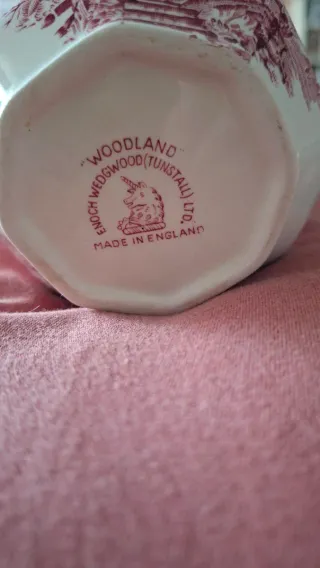 "WOODLAND"
ENOCH WEDGWOOD (TUNSTALL) LTD.
MADE IN ENGLAND